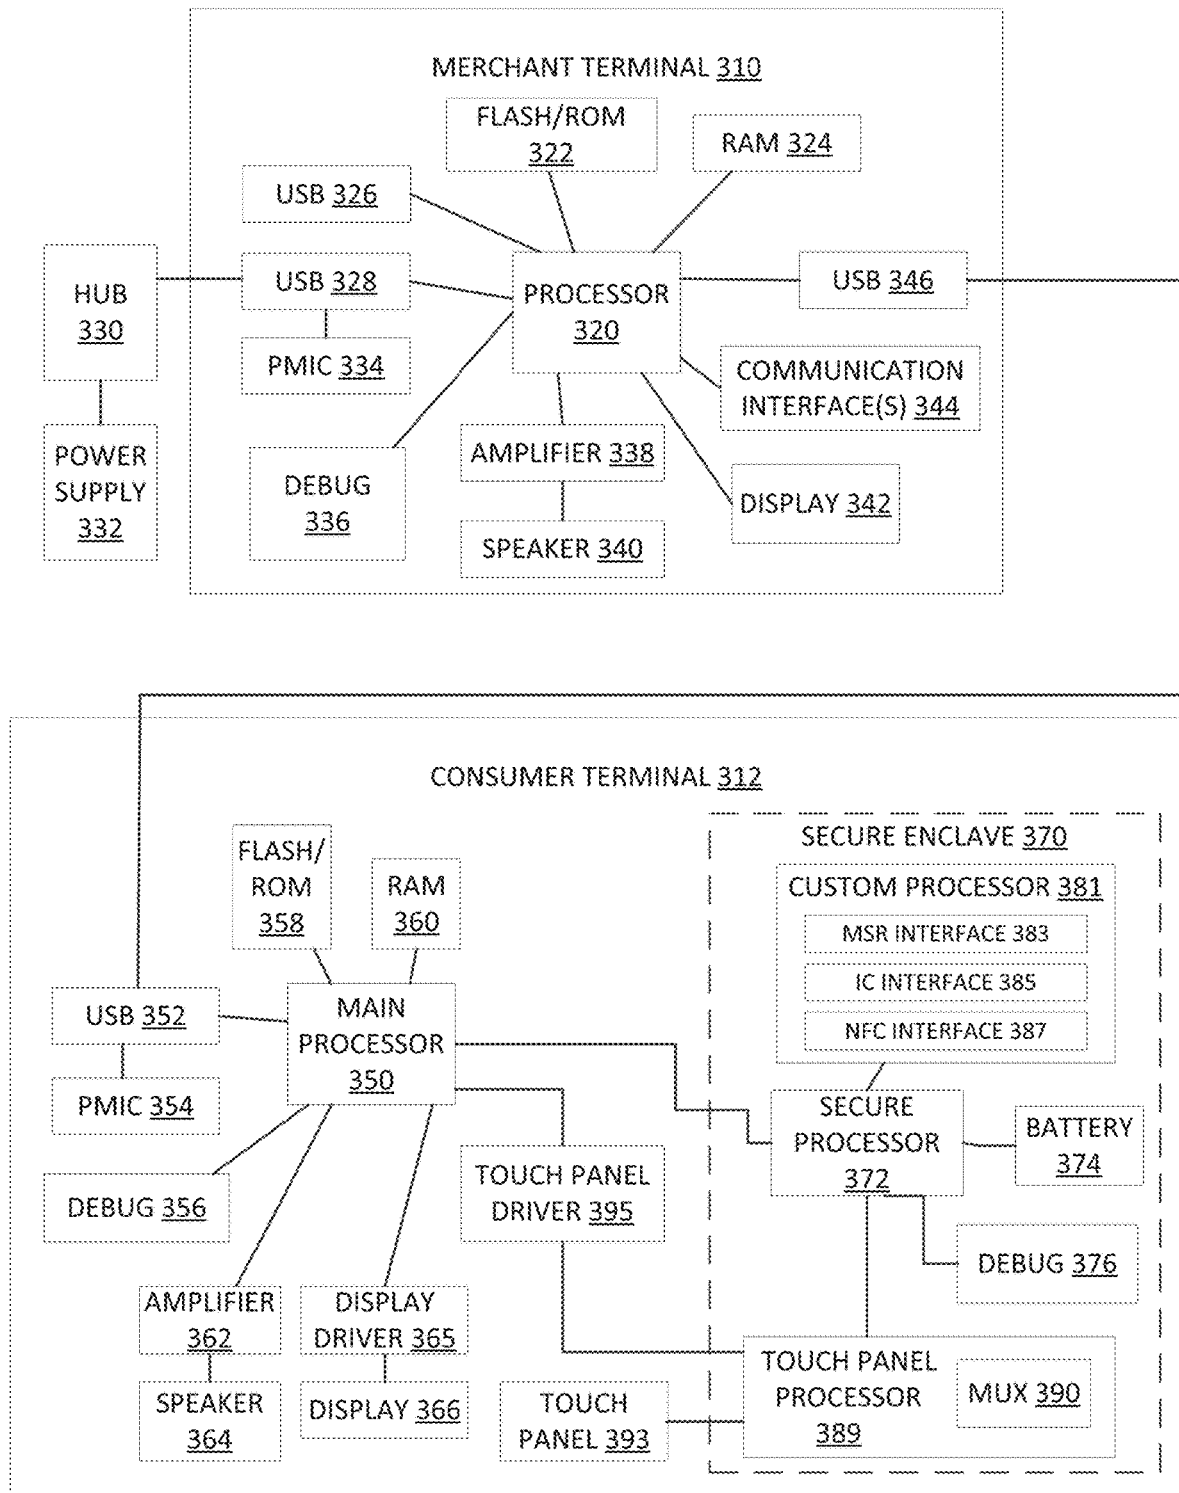 MERCHANT TERMINAL 310
FLASH/ROM
322
RAM 324
USB 326
HUB
330
USB 328
PROCESSOR
320
USB 346
PMIC 334
COMMUNICATION
INTERFACE(S) 344
POWER
SUPPLY
332
DEBUG
336
AMPLIFIER 338
DISPLAY 342
SPEAKER 340
CONSUMER TERMINAL 312
FLASH/
ROM
358
RAM
360
SECURE ENCLAVE 370
CUSTOM PROCESSOR 381
MSR INTERFACE 383
IC INTERFACE 385
NFC INTERFACE 387
USB 352
MAIN
PROCESSOR
350
PMIC 354
SECURE
PROCESSOR
372
BATTERY
374
DEBUG 356
TOUCH PANEL
DRIVER 395
DEBUG 376
AMPLIFIER
362
DISPLAY
DRIVER 365
SPEAKER
364
DISPLAY 366
TOUCH
PANEL 393
TOUCH PANEL
PROCESSOR
389
MUX 390